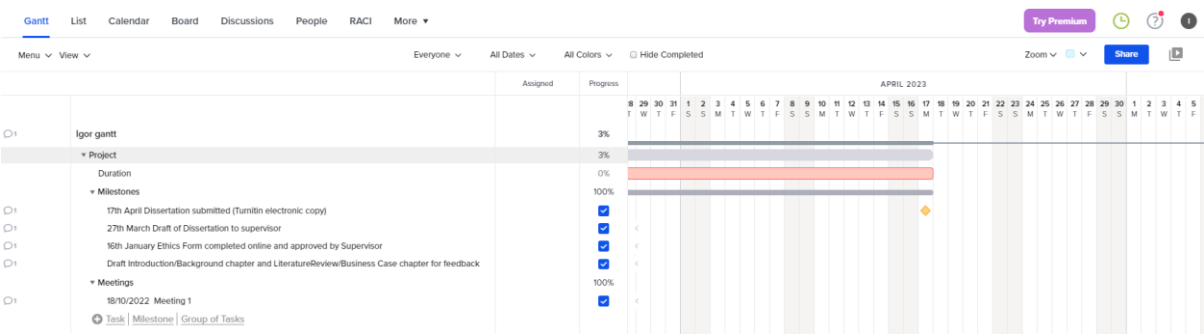 Gantt List Calendar Board Discussions People RACI More Try Premium ? I
Menu View Everyone All Dates All Colors Hide Completed Zoom Share
Assigned Progress APRIL 2023
28 29 30 31 1 2 3 4 5 6 7 8 9 10 11 12 13 14 15 16 17 18 19 20 21 22 23 24 25 26 27 28 29 30 1 2 3 4 5
T W T F S S M T W T F S S M T W T F S S M T W T F S S M T W T F S S M T W T F
1 Igor gantt 3%
Project 3%
Duration 0%
Milestones 100%
1 17th April Dissertation submitted (Turnitin electronic copy)
1 27th March Draft of Dissertation to supervisor
1 16th January Ethics Form completed online and approved by Supervisor
1 Draft Introduction/Background chapter and LiteratureReview/Business Case chapter for feedback
Meetings 100%
1 18/10/2022 Meeting 1
Task | Milestone | Group of Tasks